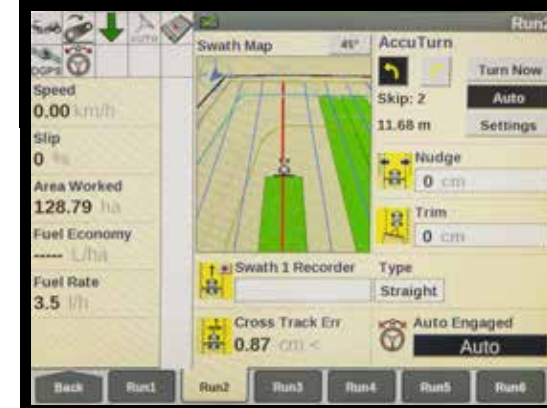 Run2
AUTO
DGPS
Speed
0.00 km/h
Slip
0 %
Area Worked
128.79 ha
Fuel Economy
----- L/ha
Fuel Rate
3.5 l/h
Swath Map
45°
AccuTurn
Turn Now
Skip: 2
Auto
11.68 m
Settings
Nudge
0 cm
Trim
0 cm
Swath 1 Recorder
Type
Straight
Cross Track Err
0.87 cm <
Auto Engaged
Auto
Back
Run1
Run2
Run3
Run4
Run5
Run6